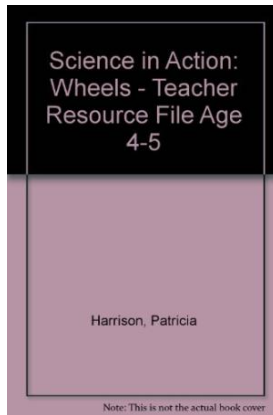 Science in Action:
Wheels - Teacher
Resource File Age
4-5
Harrison, Patricia
Note: This is not the actual book cover